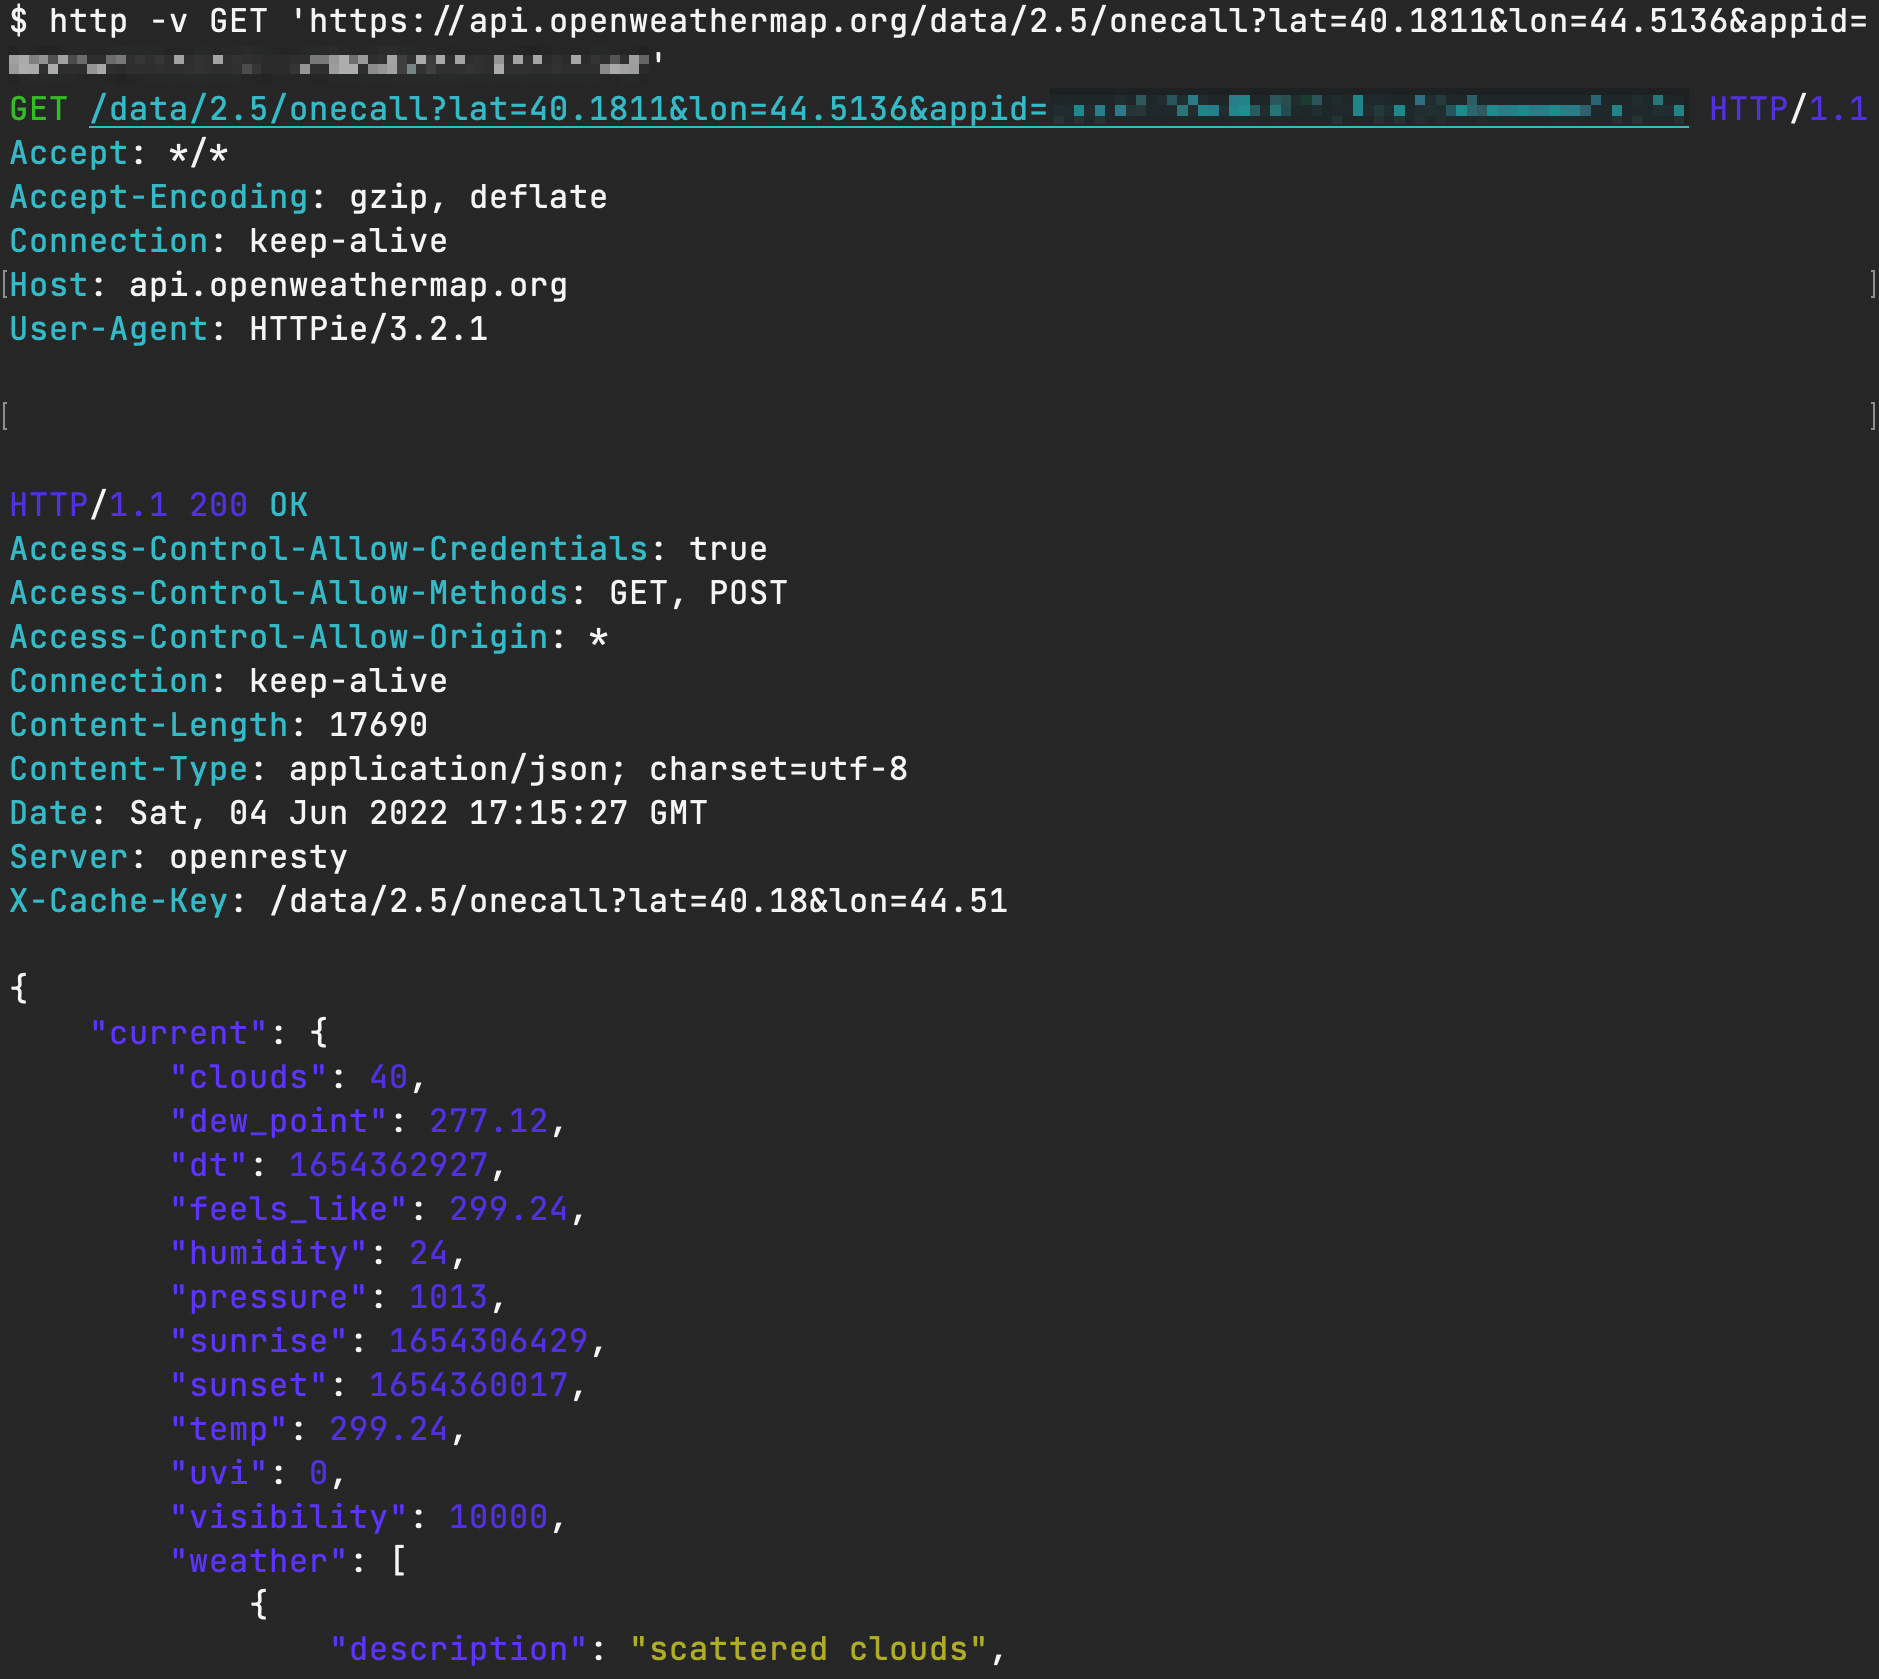 $ http -v GET 'https://api.openweathermap.org/data/2.5/onecall?lat=40.1811&lon=44.5136&appid=
'
GET /data/2.5/onecall?lat=40.1811&lon=44.5136&appid= HTTP/1.1
Accept: */*
Accept-Encoding: gzip, deflate
Connection: keep-alive
[Host: api.openweathermap.org ]
User-Agent: HTTPie/3.2.1
[ ]
HTTP/1.1 200 OK
Access-Control-Allow-Credentials: true
Access-Control-Allow-Methods: GET, POST
Access-Control-Allow-Origin: *
Connection: keep-alive
Content-Length: 17690
Content-Type: application/json; charset=utf-8
Date: Sat, 04 Jun 2022 17:15:27 GMT
Server: openresty
X-Cache-Key: /data/2.5/onecall?lat=40.18&lon=44.51
{
    "current": {
        "clouds": 40,
        "dew_point": 277.12,
        "dt": 1654362927,
        "feels_like": 299.24,
        "humidity": 24,
        "pressure": 1013,
        "sunrise": 1654306429,
        "sunset": 1654360017,
        "temp": 299.24,
        "uvi": 0,
        "visibility": 10000,
        "weather": [
            {
                "description": "scattered clouds",